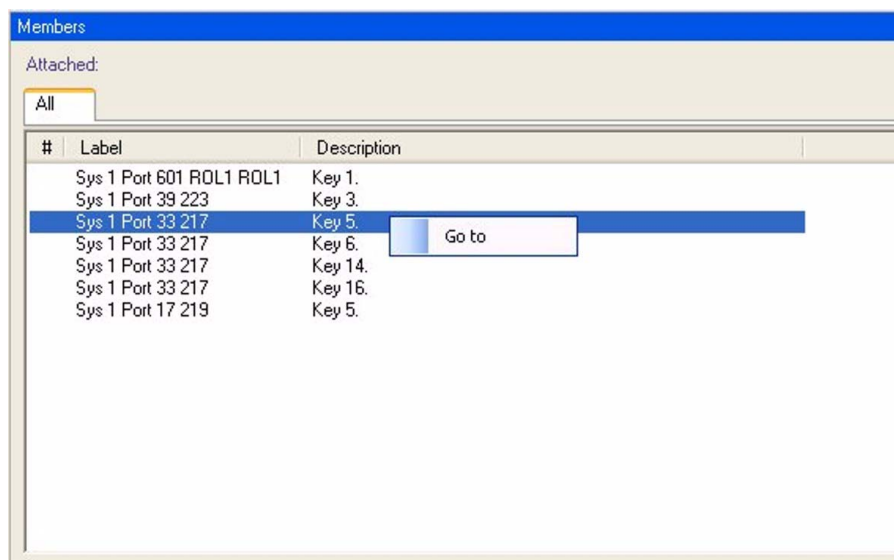 Members
Attached:
All
# Label Description
Sys 1 Port 601 ROL1 ROL1 Key 1.
Sys 1 Port 39 223 Key 3.
Sys 1 Port 33 217 Key 5.
Go to
Sys 1 Port 33 217 Key 6.
Sys 1 Port 33 217 Key 14.
Sys 1 Port 33 217 Key 16.
Sys 1 Port 17 219 Key 5.